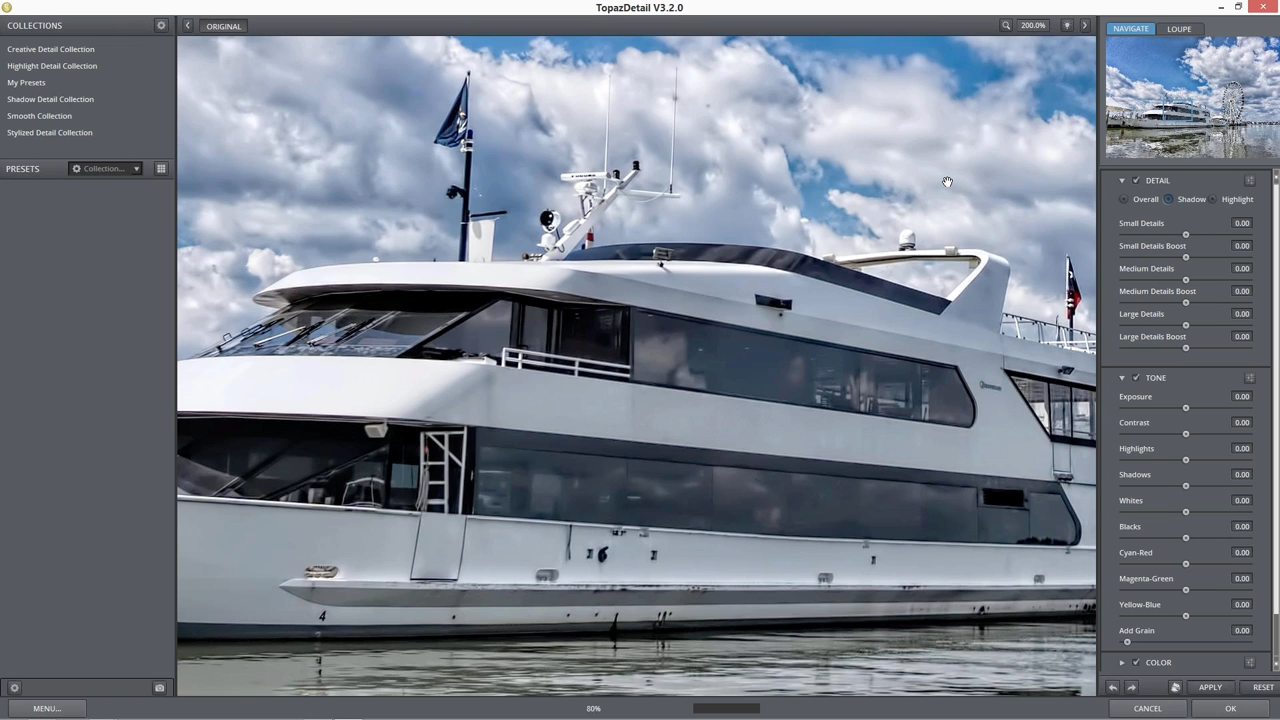 TopazDetail V3.2.0
COLLECTIONS
ORIGINAL
200.0%
NAVIGATE
LOUPE
Creative Detail Collection
Highlight Detail Collection
My Presets
Shadow Detail Collection
Smooth Collection
Stylized Detail Collection
PRESETS
Collection...
DETAIL
Overall
Shadow
Highlight
Small Details 0.00
Small Details Boost 0.00
Medium Details 0.00
Medium Details Boost 0.00
Large Details 0.00
Large Details Boost 0.00
TONE
Exposure 0.00
Contrast 0.00
Highlights 0.00
Shadows 0.00
Whites 0.00
Blacks 0.00
Cyan-Red 0.00
Magenta-Green 0.00
Yellow-Blue 0.00
Add Grain 0.00
COLOR
APPLY
RESET
MENU...
80%
CANCEL
OK